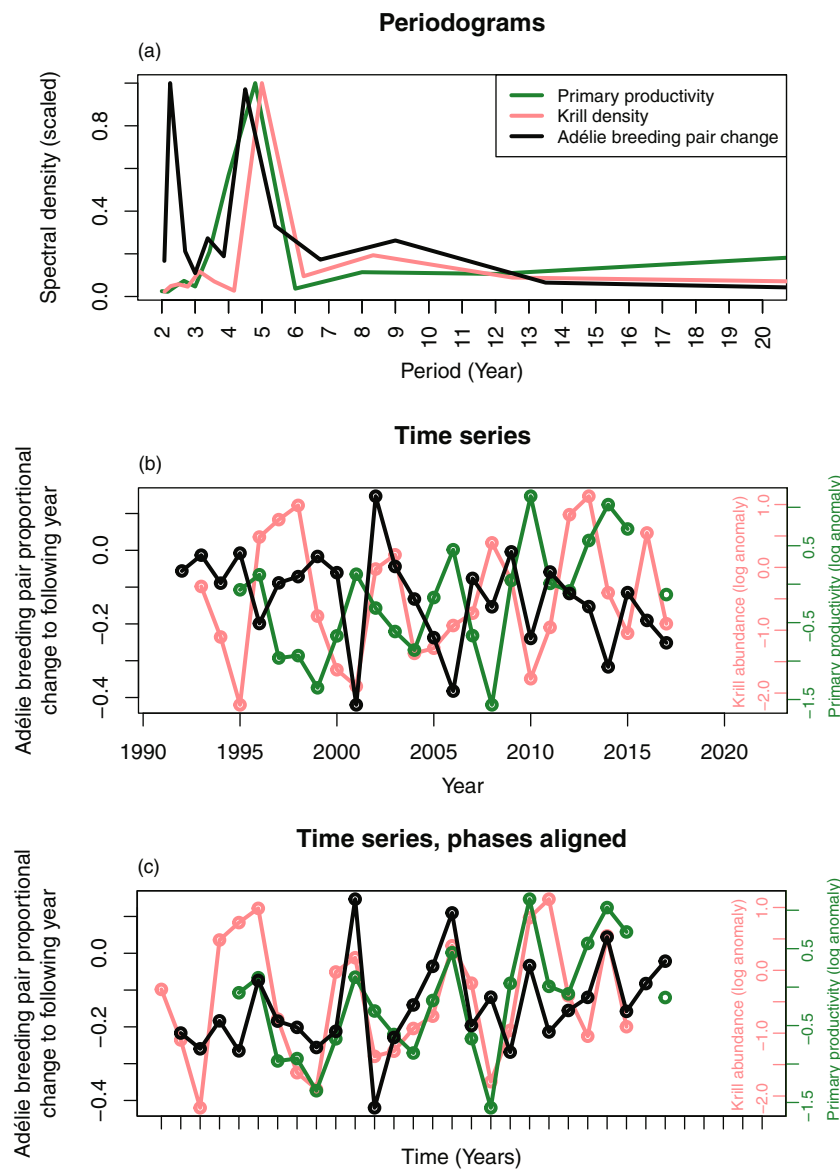 Periodograms
(a)
Spectral density (scaled)
0.8
0.4
0.0
Primary productivity
Krill density
Adélie breeding pair change
2 3 4 5 6 7 8 9 10 11 12 13 14 15 16 17 18 19 20
Period (Year)
Time series
(b)
Adélie breeding pair proportional
change to following year
0.0
−0.2
−0.4
Krill abundance (log anomaly)
1.0
0.0
−1.0
−2.0
Primary productivity (log anomaly)
0.5
−0.5
−1.5
1990 1995 2000 2005 2010 2015 2020
Year
Time series, phases aligned
(c)
Adélie breeding pair proportional
change to following year
0.0
−0.2
−0.4
Krill abundance (log anomaly)
1.0
0.0
−1.0
−2.0
Primary productivity (log anomaly)
0.5
−0.5
−1.5
Time (Years)